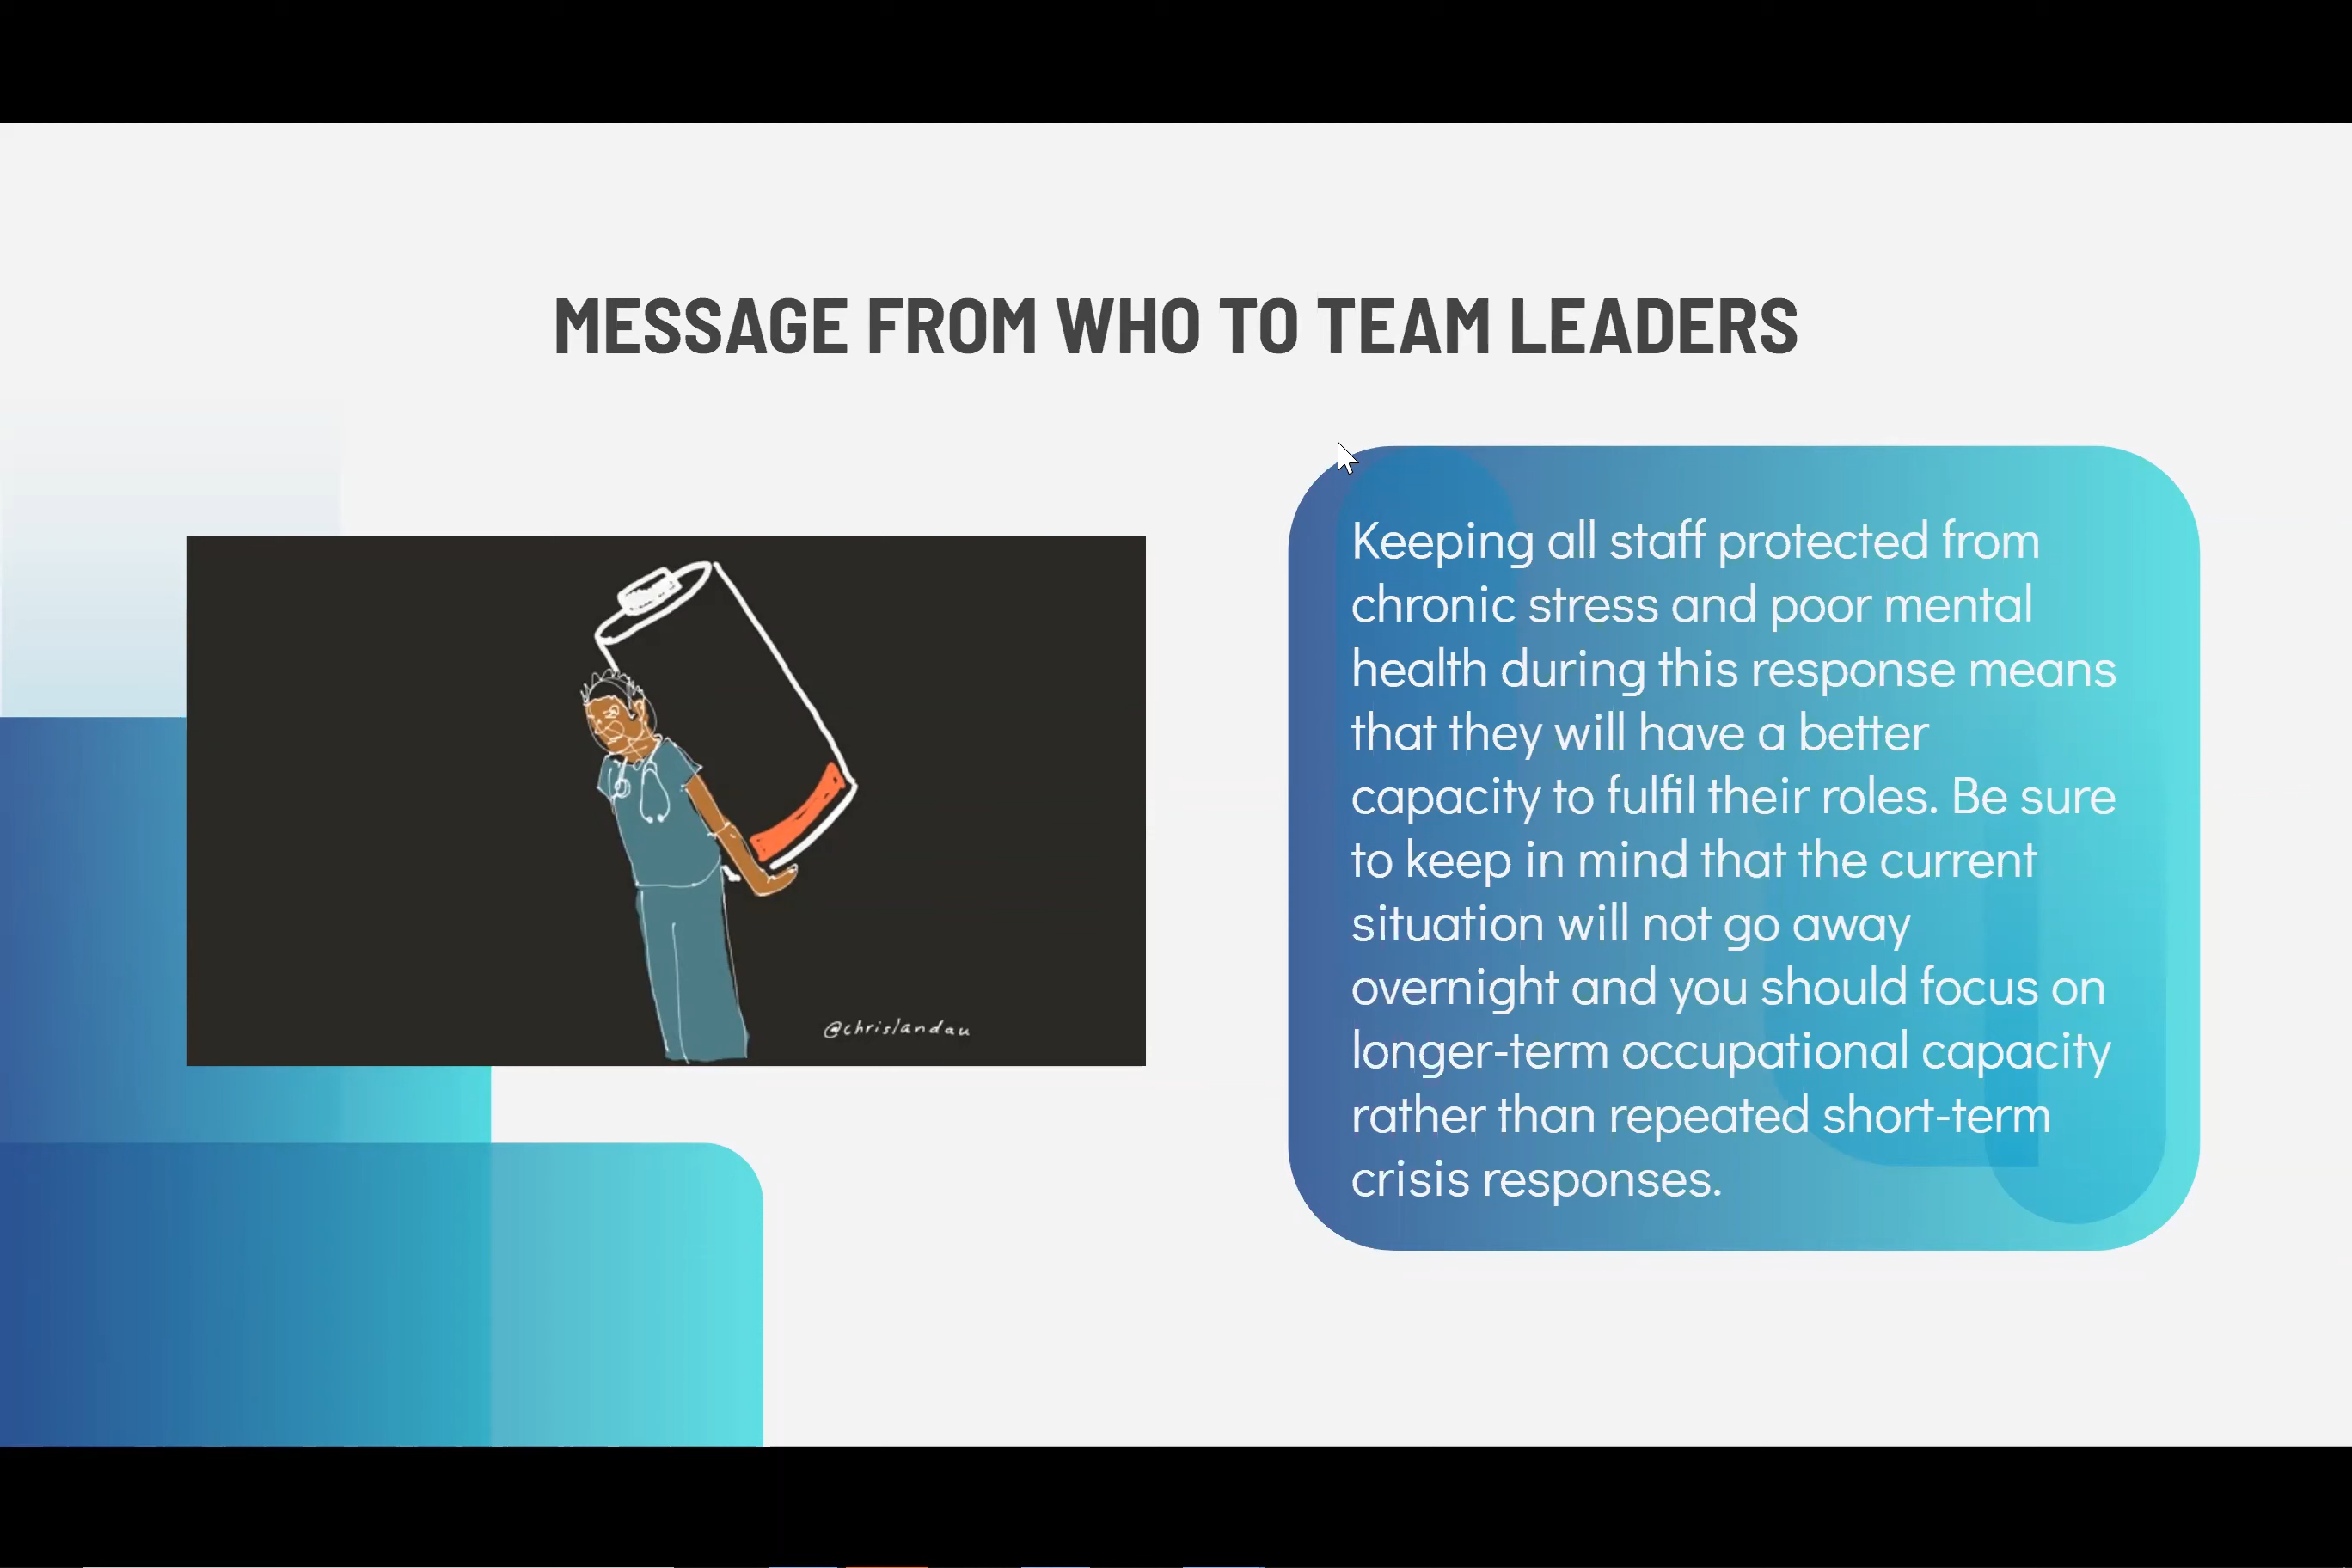 MESSAGE FROM WHO TO TEAM LEADERS
Keeping all staff protected from
chronic stress and poor mental
health during this response means
that they will have a better
capacity to fulfil their roles. Be sure
to keep in mind that the current
situation will not go away
overnight and you should focus on
longer-term occupational capacity
rather than repeated short-term
crisis responses.
@chrislandau